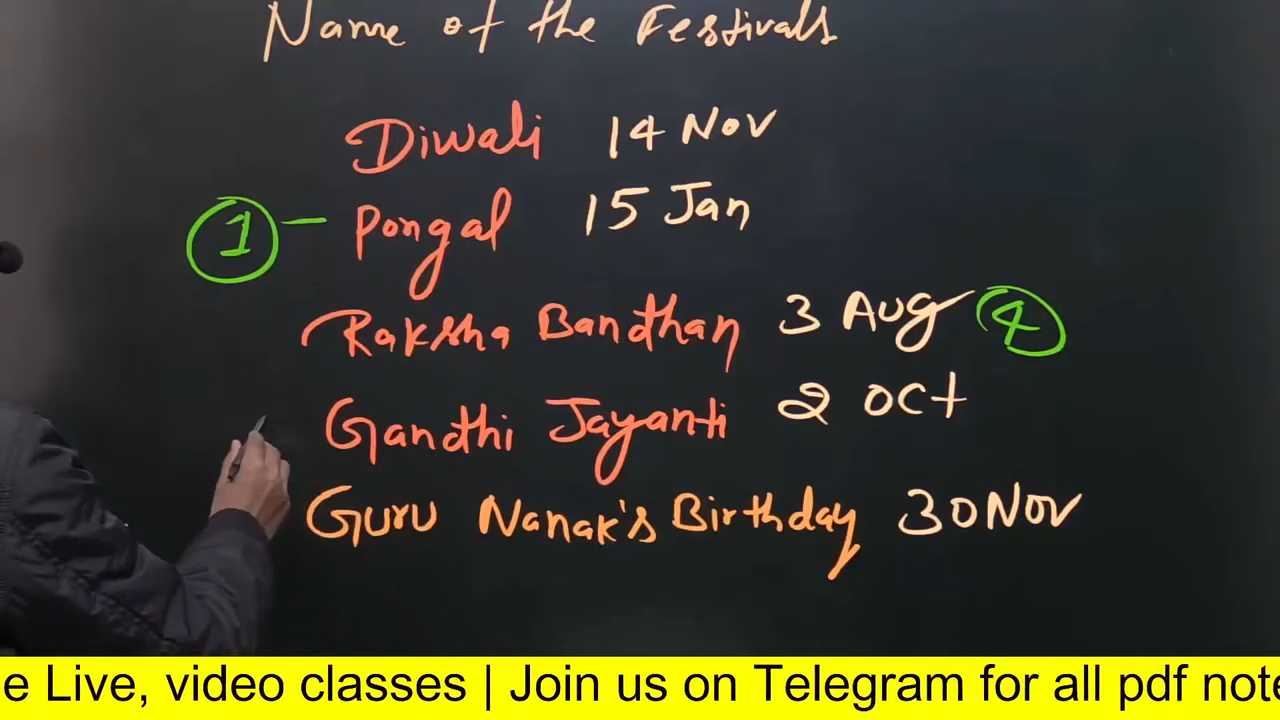 Name of the Festivals
Diwali 14 Nov
1 - Pongal 15 Jan
Raksha Bandhan 3 Aug 4
Gandhi Jayanti 2 Oct
Guru Nanak's Birthday 30 Nov
e Live, video classes | Join us on Telegram for all pdf note